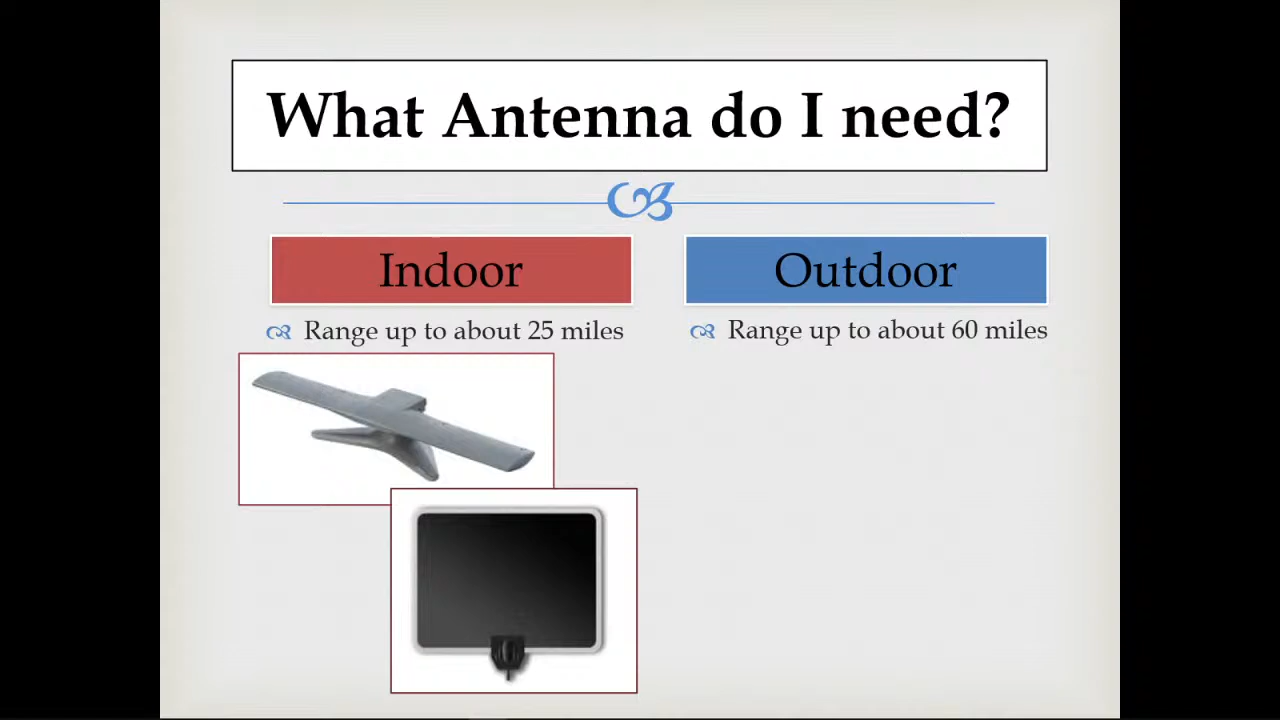 What Antenna do I need?
Indoor
Range up to about 25 miles
Outdoor
Range up to about 60 miles